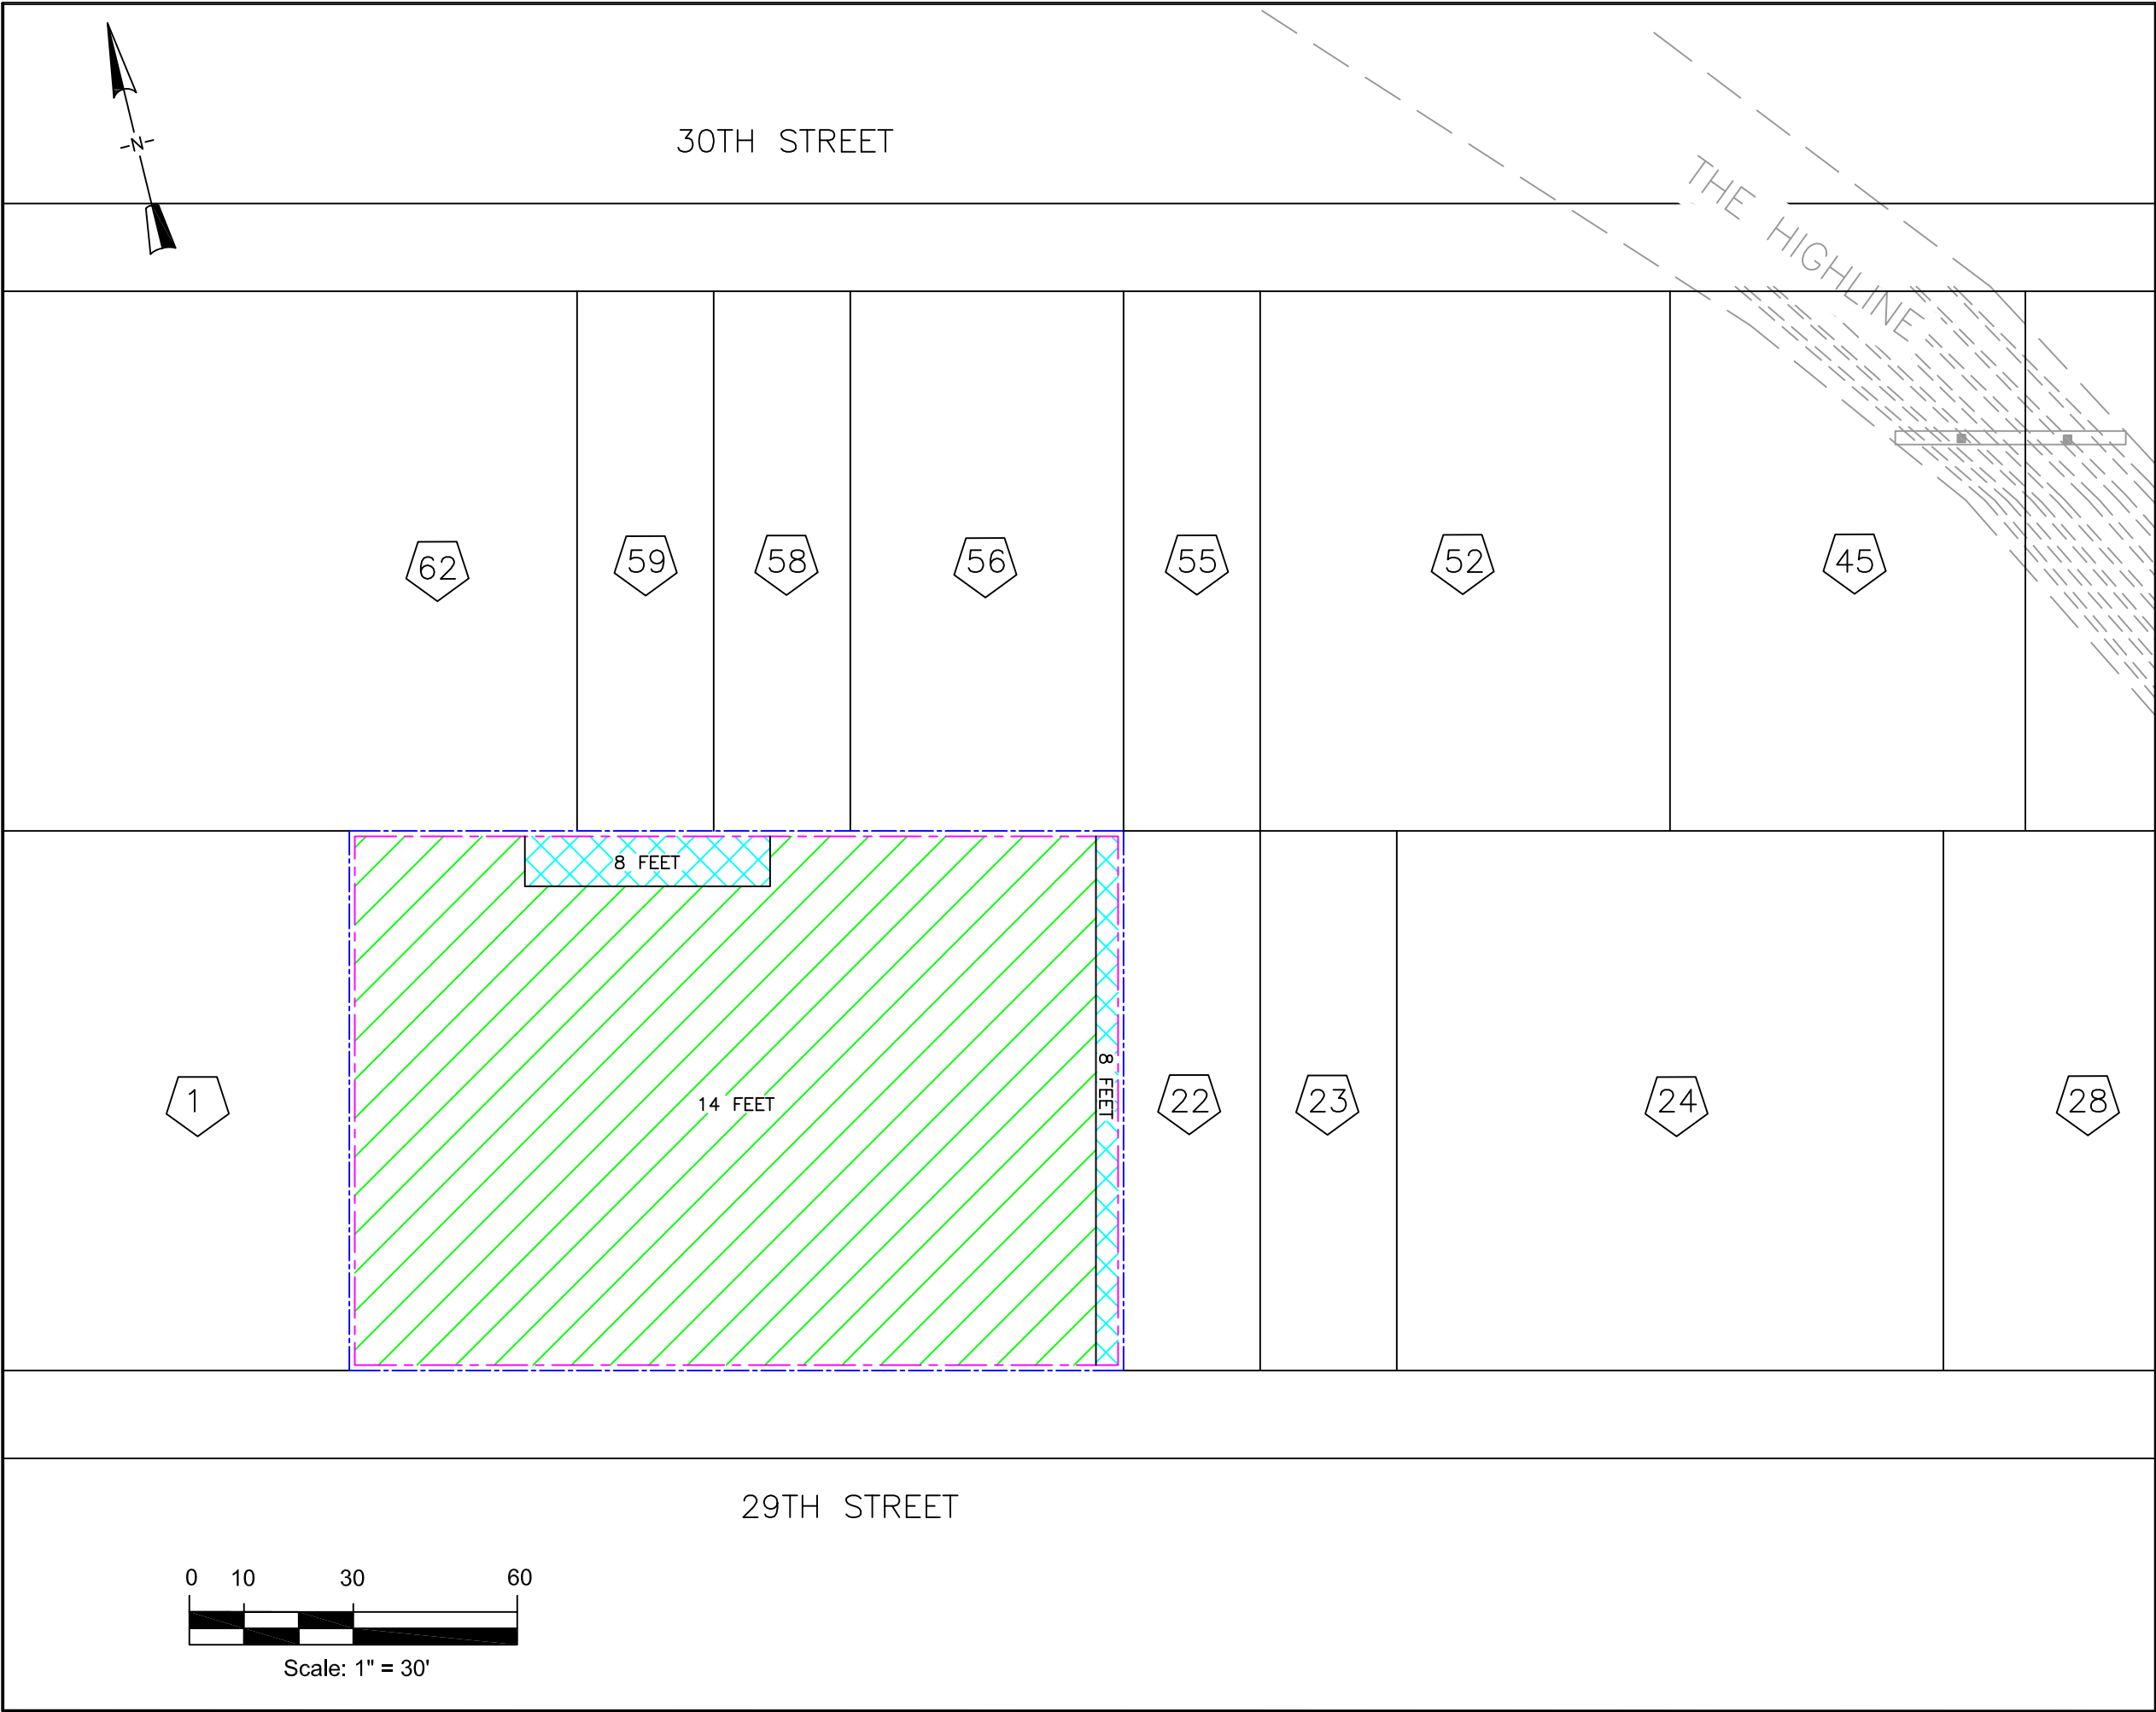 30TH STREET
N
THE HIGHLINE
62
59
58
56
55
52
45
8 FEET
1
14 FEET
8 FEET
22
23
24
28
29TH STREET
0 10 30 60
Scale: 1" = 30'